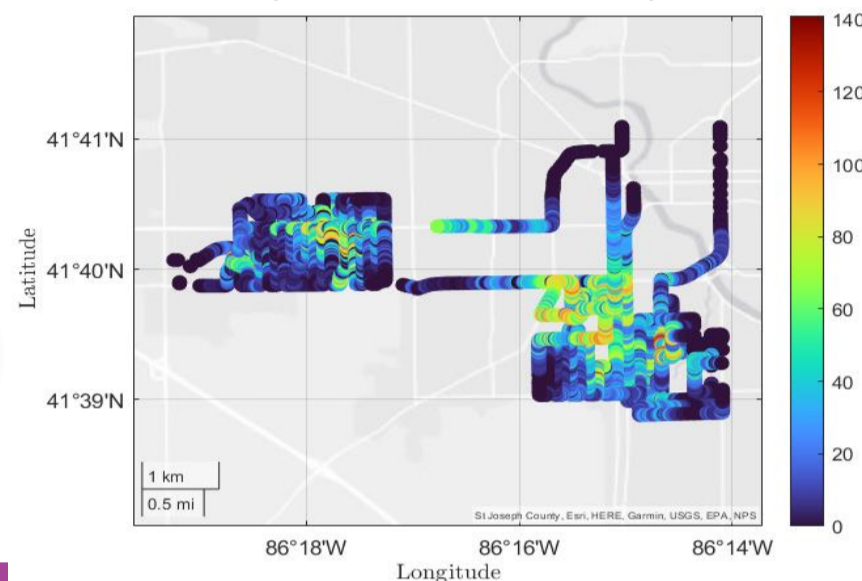 41°41'N
41°40'N
41°39'N
Latitude
86°18'W
86°16'W
86°14'W
Longitude
1 km
0.5 mi
St Joseph County, Esri, HERE, Garmin, USGS, EPA, NPS
140
120
100
80
60
40
20
0